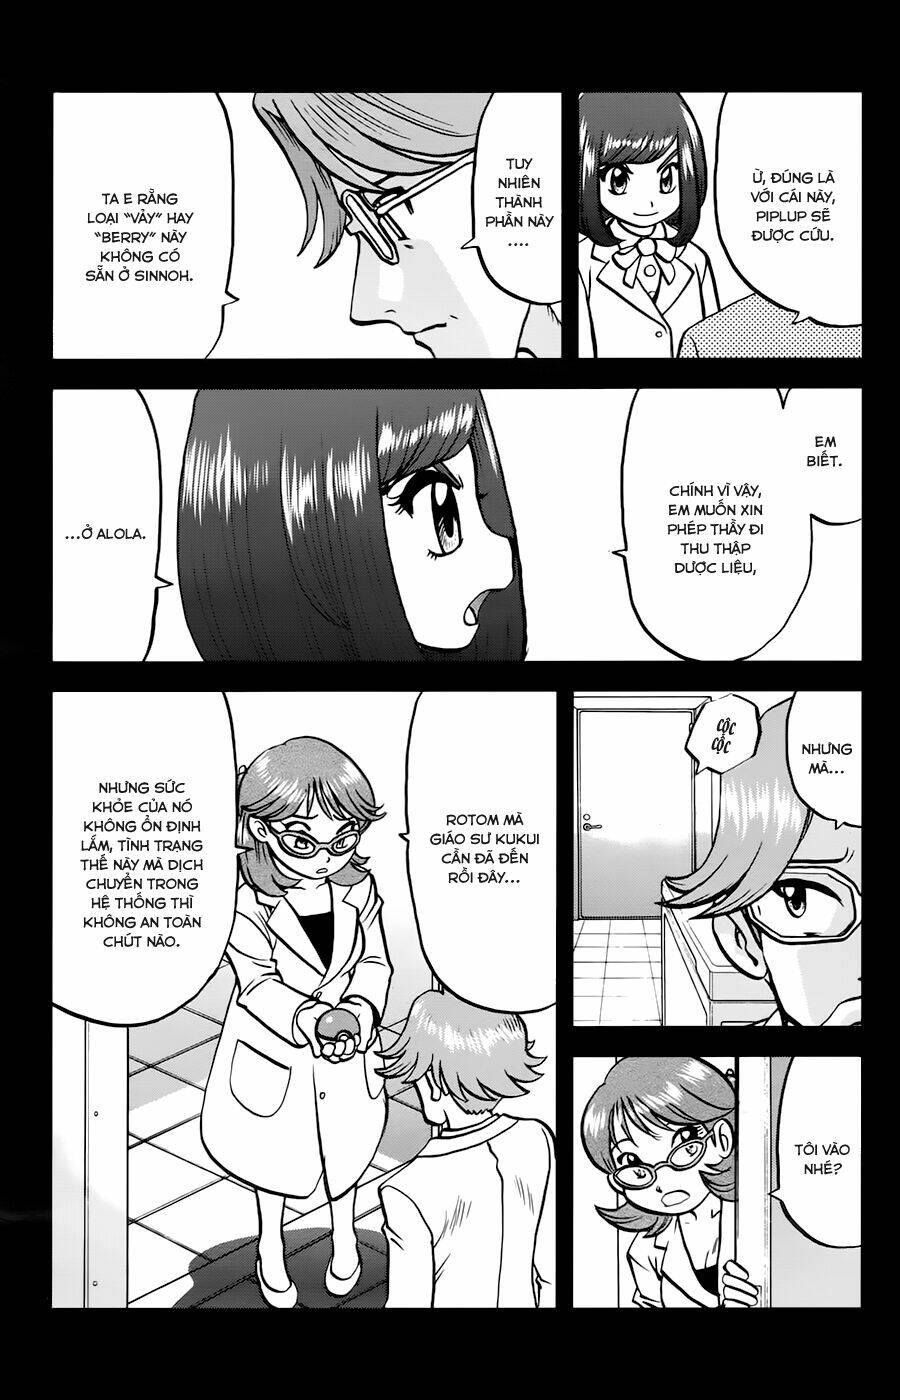 Ừ, ĐÚNG LÀ
VỚI CÁI NÀY,
PIPLUP SẼ
ĐƯỢC CỨU.
TUY
NHIÊN
THÀNH
PHẦN NÀY
....
TA E RẰNG
LOẠI “VẢY” HAY
“BERRY” NÀY
KHÔNG CÓ
SẴN Ở SINNOH.
EM
BIẾT.
CHÍNH VÌ VẬY,
EM MUỐN XIN
PHÉP THẦY ĐI
THU THẬP
DƯỢC LIỆU,
...Ở ALOLA.
NHƯNG
MÀ...
CỘC
CỘC
TÔI VÀO
NHÉ?
ROTOM MÀ
GIÁO SƯ KUKUI
CẦN ĐÃ ĐẾN
RỒI ĐÂY...
NHƯNG SỨC
KHỎE CỦA NÓ
KHÔNG ỔN ĐỊNH
LẮM, TÌNH TRẠNG
THẾ NÀY MÀ DỊCH
CHUYỂN TRONG
HỆ THỐNG THÌ
KHÔNG AN TOÀN
CHÚT NÀO.